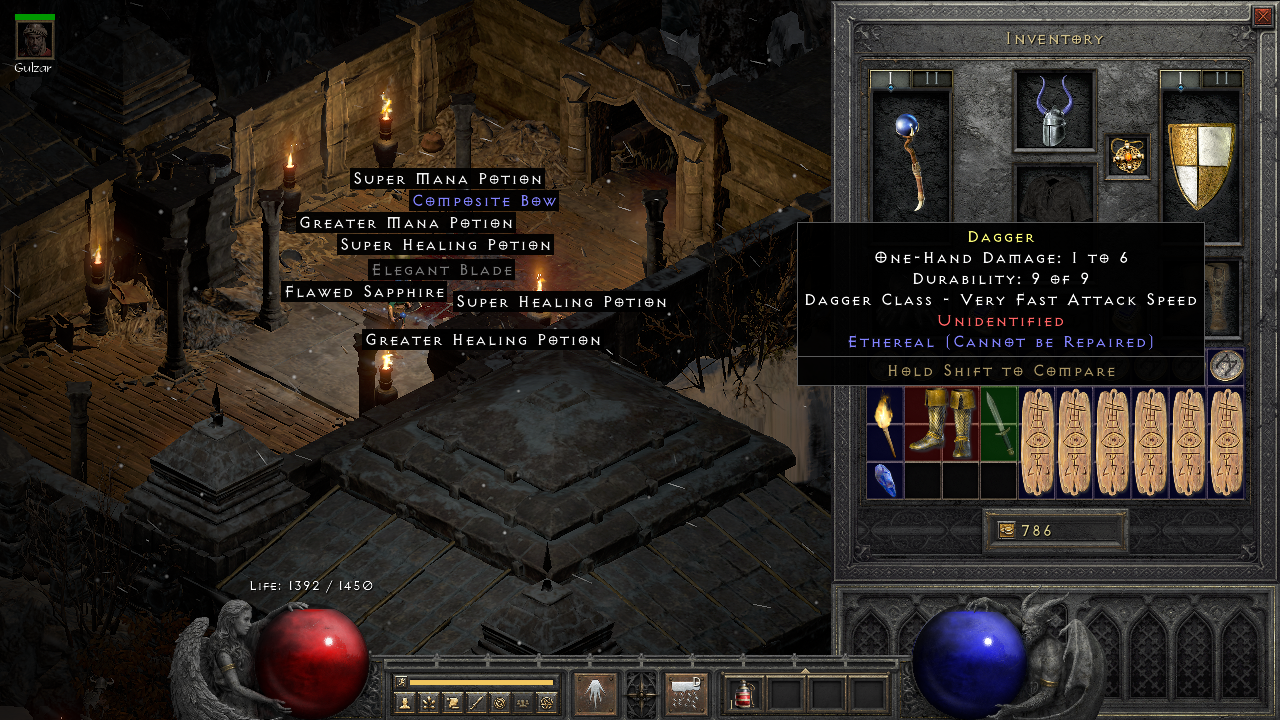 Gulzar
Inventory
I
II
I
II
Super Mana Potion
Composite Bow
Greater Mana Potion
Super Healing Potion
Elegant Blade
Flawed Sapphire
Super Healing Potion
Greater Healing Potion
Dagger
One-Hand Damage: 1 to 6
Durability: 9 of 9
Dagger Class - Very Fast Attack Speed
Unidentified
Ethereal (Cannot be Repaired)
Hold Shift to Compare
786
Life: 1392 / 1450